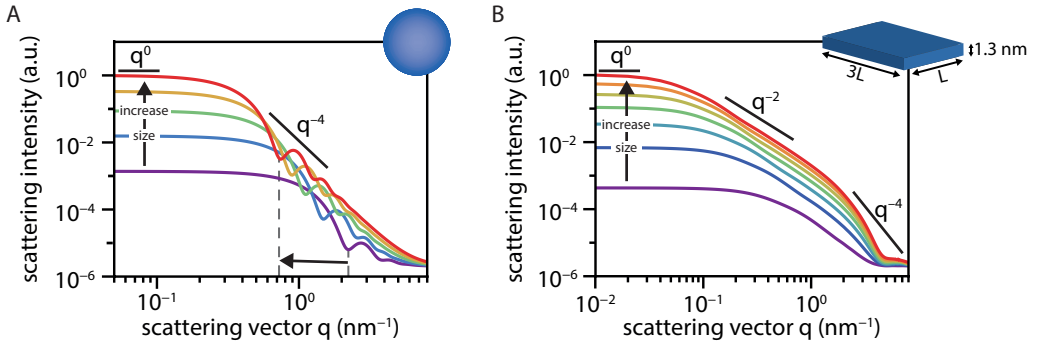 A
scattering intensity (a.u.)
10⁰
10⁻²
10⁻⁴
10⁻⁶
q⁰
increase
size
q⁻⁴
10⁻¹
10⁰
scattering vector q (nm⁻¹)
B
scattering intensity (a.u.)
10⁰
10⁻²
10⁻⁴
10⁻⁶
q⁰
increase
size
q⁻²
q⁻⁴
3L
L
1.3 nm
10⁻²
10⁻¹
10⁰
scattering vector q (nm⁻¹)